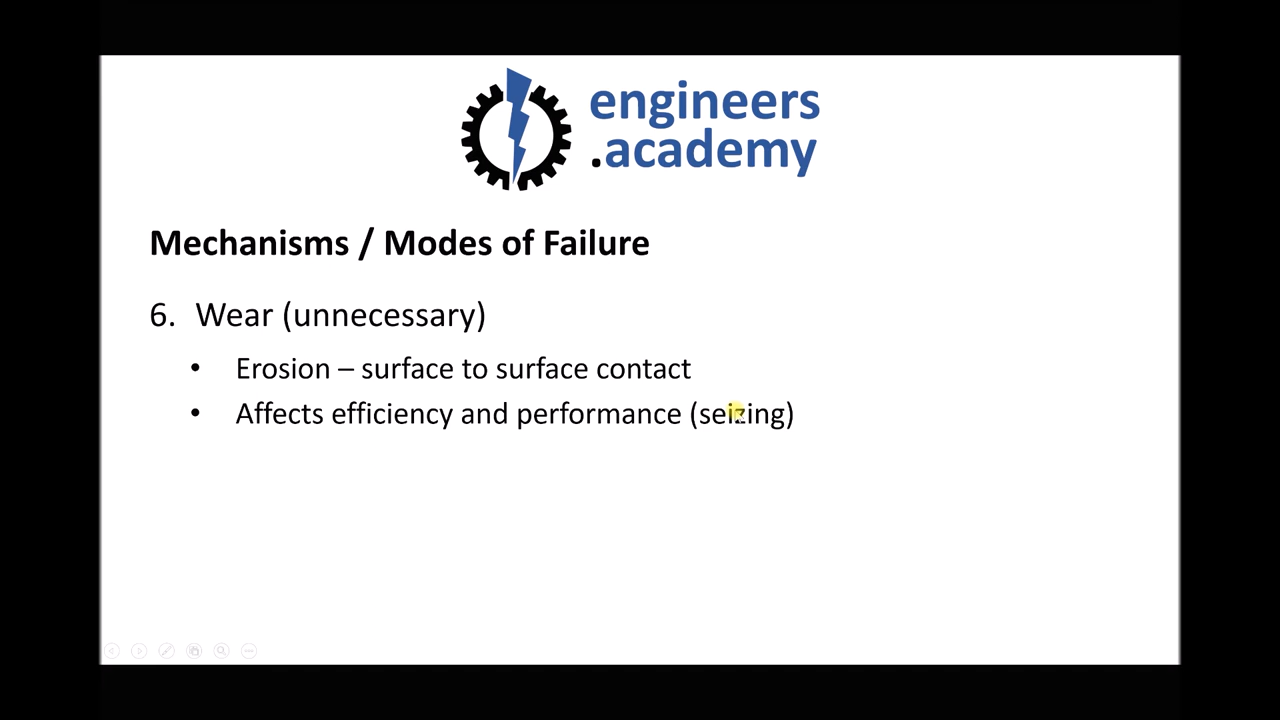 engineers
.academy
Mechanisms / Modes of Failure
6. Wear (unnecessary)
• Erosion – surface to surface contact
• Affects efficiency and performance (seizing)